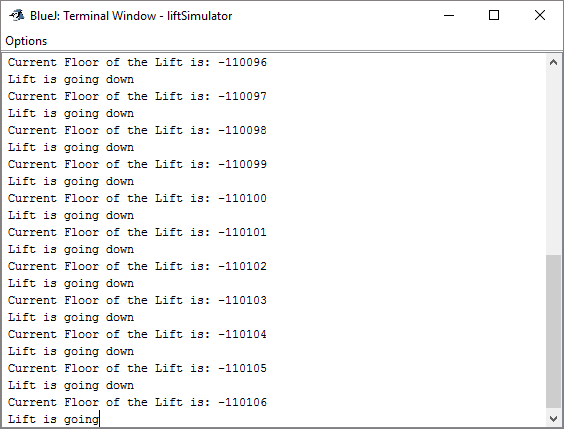 BlueJ: Terminal Window - liftSimulator
Options
Current Floor of the Lift is: -110096
Lift is going down
Current Floor of the Lift is: -110097
Lift is going down
Current Floor of the Lift is: -110098
Lift is going down
Current Floor of the Lift is: -110099
Lift is going down
Current Floor of the Lift is: -110100
Lift is going down
Current Floor of the Lift is: -110101
Lift is going down
Current Floor of the Lift is: -110102
Lift is going down
Current Floor of the Lift is: -110103
Lift is going down
Current Floor of the Lift is: -110104
Lift is going down
Current Floor of the Lift is: -110105
Lift is going down
Current Floor of the Lift is: -110106
Lift is going